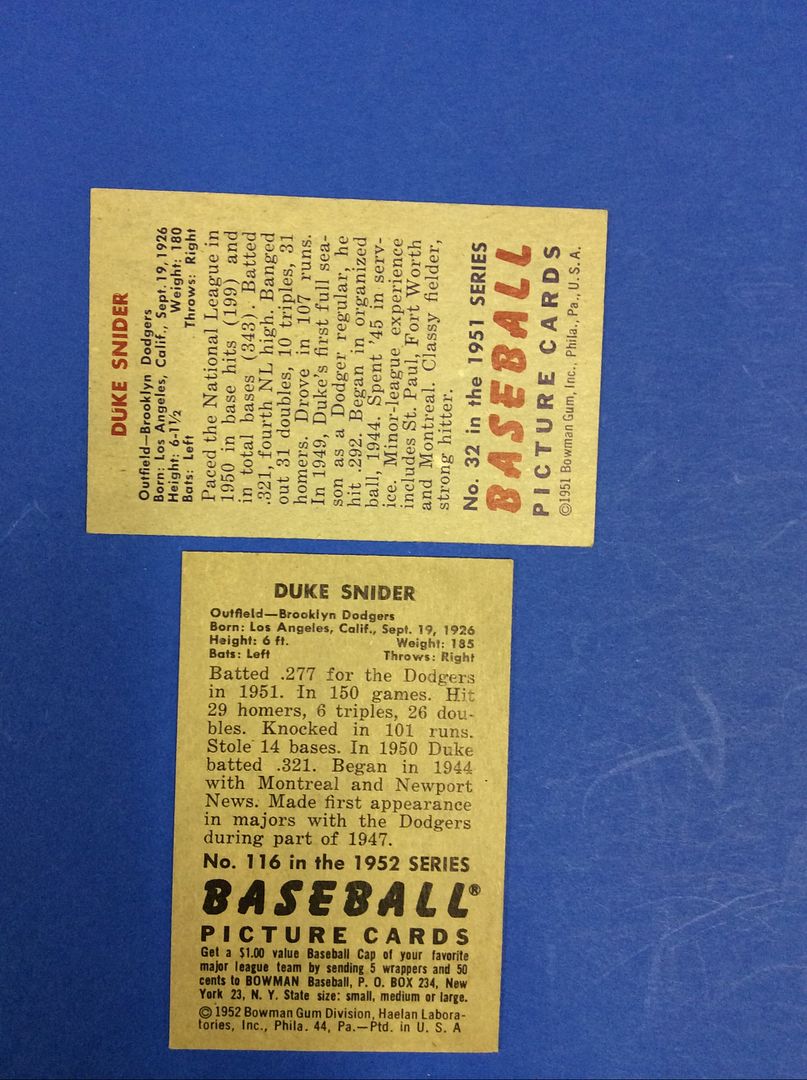 DUKE SNIDER
Outfield—Brooklyn Dodgers
Born: Los Angeles, Calif., Sept. 19, 1926
Height: 6-1½ Weight: 180
Bats: Left Throws: Right
Paced the National League in
1950 in base hits (199) and
in total bases (343). Batted
.321, fourth NL high. Banged
out 31 doubles, 10 triples, 31
homers. Drove in 107 runs.
In 1949, Duke's first full sea-
son as a Dodger regular, he
hit .292. Began in organized
ball, 1944. Spent '45 in serv-
ice. Minor-league experience
includes St. Paul, Fort Worth
and Montreal. Classy fielder,
strong hitter.
No. 32 in the 1951 SERIES
BASEBALL
PICTURE CARDS
©1951 Bowman Gum, Inc., Phila., Pa., U.S.A.
DUKE SNIDER
Outfield—Brooklyn Dodgers
Born: Los Angeles, Calif., Sept. 19, 1926
Height: 6 ft. Weight: 185
Bats: Left Throws: Right
Batted .277 for the Dodgers
in 1951. In 150 games. Hit
29 homers, 6 triples, 26 dou-
bles. Knocked in 101 runs.
Stole 14 bases. In 1950 Duke
batted .321. Began in 1944
with Montreal and Newport
News. Made first appearance
in majors with the Dodgers
during part of 1947.
No. 116 in the 1952 SERIES
BASEBALL®
PICTURE CARDS
Get a $1.00 value Baseball Cap of your favorite
major league team by sending 5 wrappers and 50
cents to BOWMAN Baseball, P. O. BOX 234, New
York 23, N. Y. State size: small, medium or large.
© 1952 Bowman Gum Division, Haelan Labora-
tories, Inc., Phila. 44, Pa.—Ptd. in U. S. A